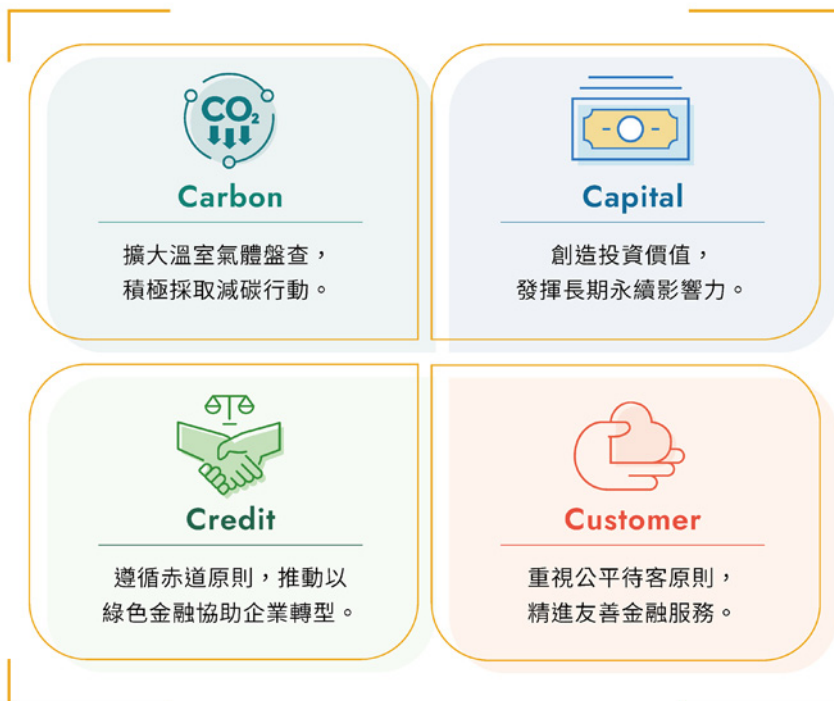 CO₂
Carbon
擴大溫室氣體盤查，
積極採取減碳行動。
Capital
創造投資價值，
發揮長期永續影響力。
Credit
遵循赤道原則，推動以
綠色金融協助企業轉型。
Customer
重視公平待客原則，
精進友善金融服務。